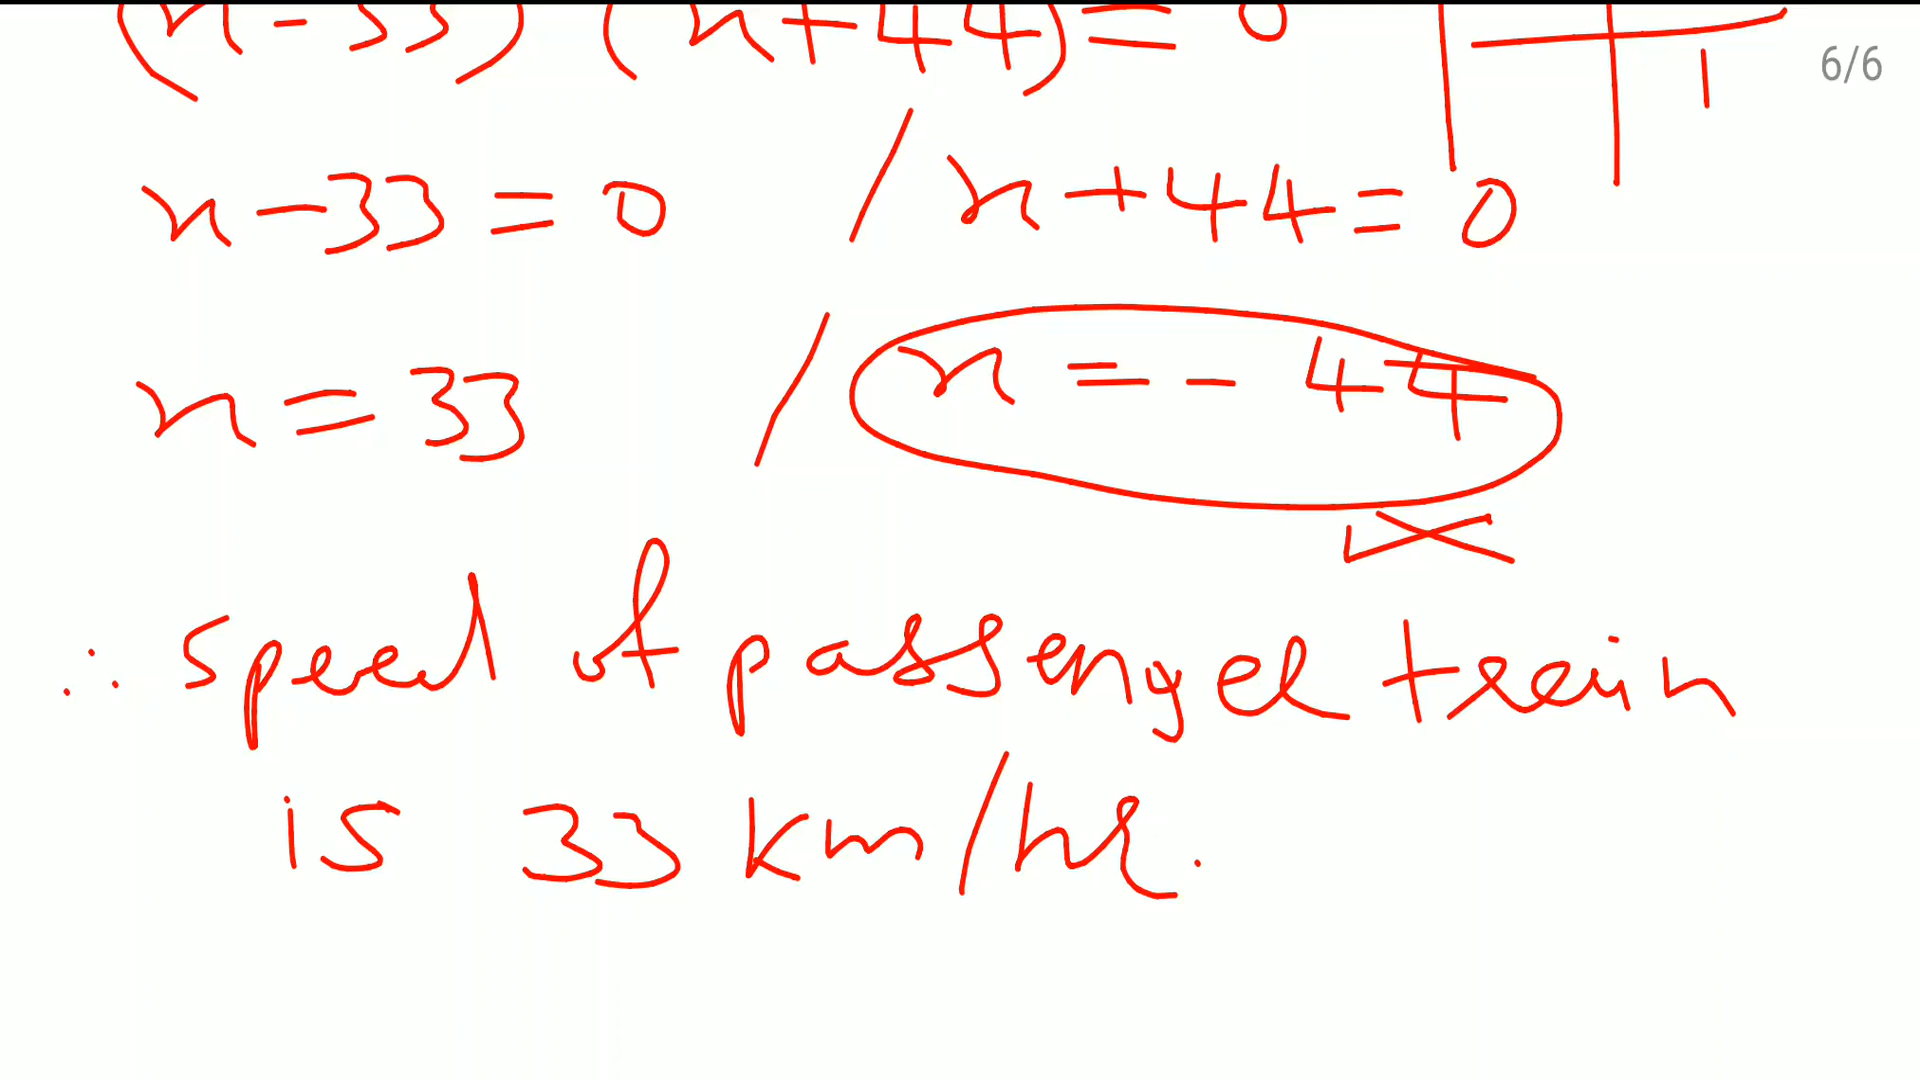 (x-33) (x+44) = 0
6/6
x-33 = 0 / x+44 = 0
x = 33 / x = - 44
∴ speed of passenger train
is 33 km/hr.